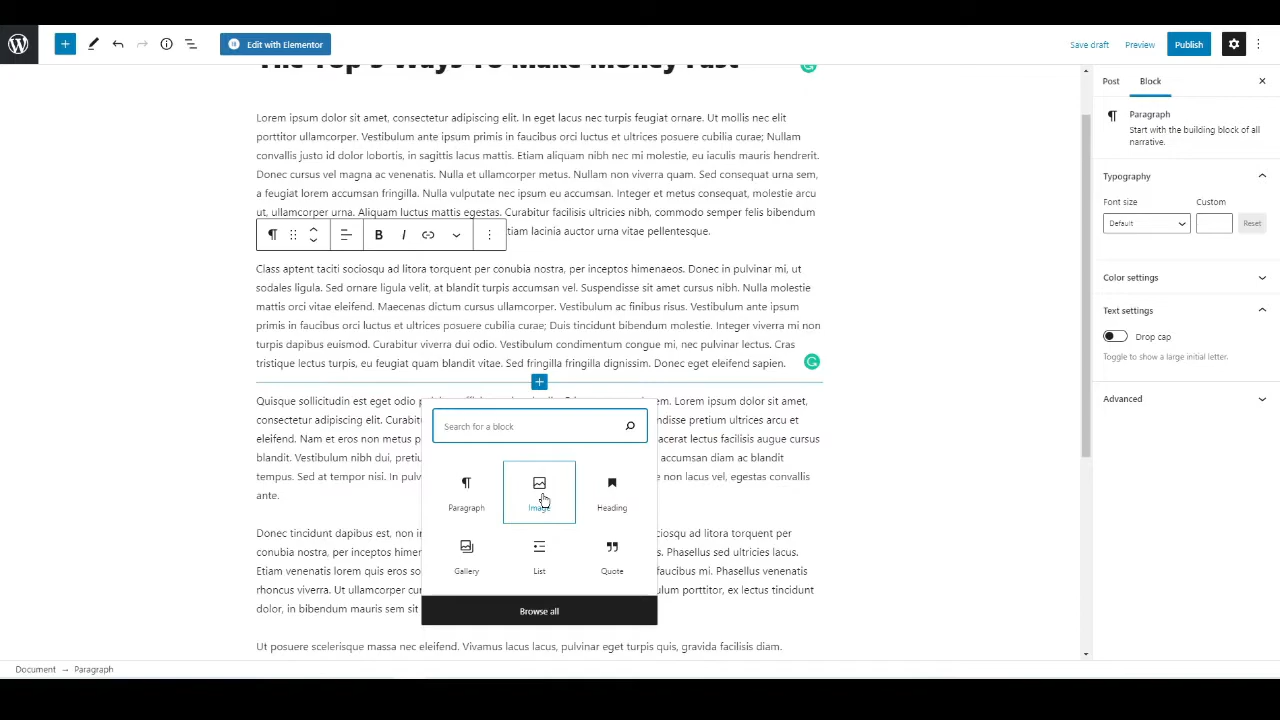 Edit with Elementor
Save draft
Preview
Publish
The Top 5 Ways To Make Money Fast
Post
Block
Paragraph
Start with the building block of all
narrative.
Typography
Font size
Custom
Default
Reset
Color settings
Text settings
Drop cap
Toggle to show a large initial letter.
Advanced
Lorem ipsum dolor sit amet, consectetur adipiscing elit. In eget lacus nec turpis feugiat ornare. Ut mollis nec elit
porttitor ullamcorper. Vestibulum ante ipsum primis in faucibus orci luctus et ultrices posuere cubilia curae; Nullam
convallis justo id dolor lobortis, in sagittis lacus mattis. Etiam aliquam nibh nec mi molestie, eu iaculis mauris hendrerit.
Donec cursus vel magna ac venenatis. Nulla et ullamcorper metus. Nullam non viverra quam. Sed consequat urna sem,
a feugiat lorem accumsan fringilla. Nulla vulputate nec ipsum eu accumsan. Integer et metus consequat, molestie arcu
ut, ullamcorper urna. Aliquam luctus mattis egestas. Curabitur facilisis ultricies nibh, commodo semper felis bibendum
tiam lacinia auctor urna vitae pellentesque.
B I
Class aptent taciti sociosqu ad litora torquent per conubia nostra, per inceptos himenaeos. Donec in pulvinar mi, ut
sodales ligula. Sed ornare ligula velit, at blandit turpis accumsan vel. Suspendisse sit amet cursus nibh. Nulla molestie
mattis orci vitae eleifend. Maecenas dictum cursus ullamcorper. Vestibulum ac finibus risus. Vestibulum ante ipsum
primis in faucibus orci luctus et ultrices posuere cubilia curae; Duis tincidunt bibendum molestie. Integer viverra mi non
turpis dapibus euismod. Curabitur viverra dui odio. Vestibulum condimentum congue mi, nec pulvinar lectus. Cras
tristique lectus turpis, eu feugiat quam blandit vitae. Sed fringilla fringilla dignissim. Donec eget eleifend sapien.
Quisque sollicitudin est eget odio em. Lorem ipsum dolor sit amet,
consectetur adipiscing elit. Curabit bendisse pretium ultrices arcu et
eleifend. Nam et eros non metus p acerat lectus facilisis augue cursus
blandit. Vestibulum nibh dui, pretiu accumsan diam ac blandit
tempus. Sed at tempor nisi. In pulv e non lacus vel, egestas convallis
ante.
Donec tincidunt dapibus est, non in sociosqu ad litora torquent per
conubia nostra, per inceptos himen s. Phasellus sed ultricies lacus.
Etiam venenatis lorem quis eros so faucibus mi. Phasellus venenatis
rhoncus viverra. Ut ullamcorper cur ulum porttitor, ex lectus tincidunt
dolor, in bibendum mauris sem sit
Ut posuere scelerisque massa nec eleifend. Vivamus lacus lacus, pulvinar eget turpis quis, gravida facilisis diam.
Search for a block
Paragraph
Image
Heading
Gallery
List
Quote
Browse all
Document → Paragraph